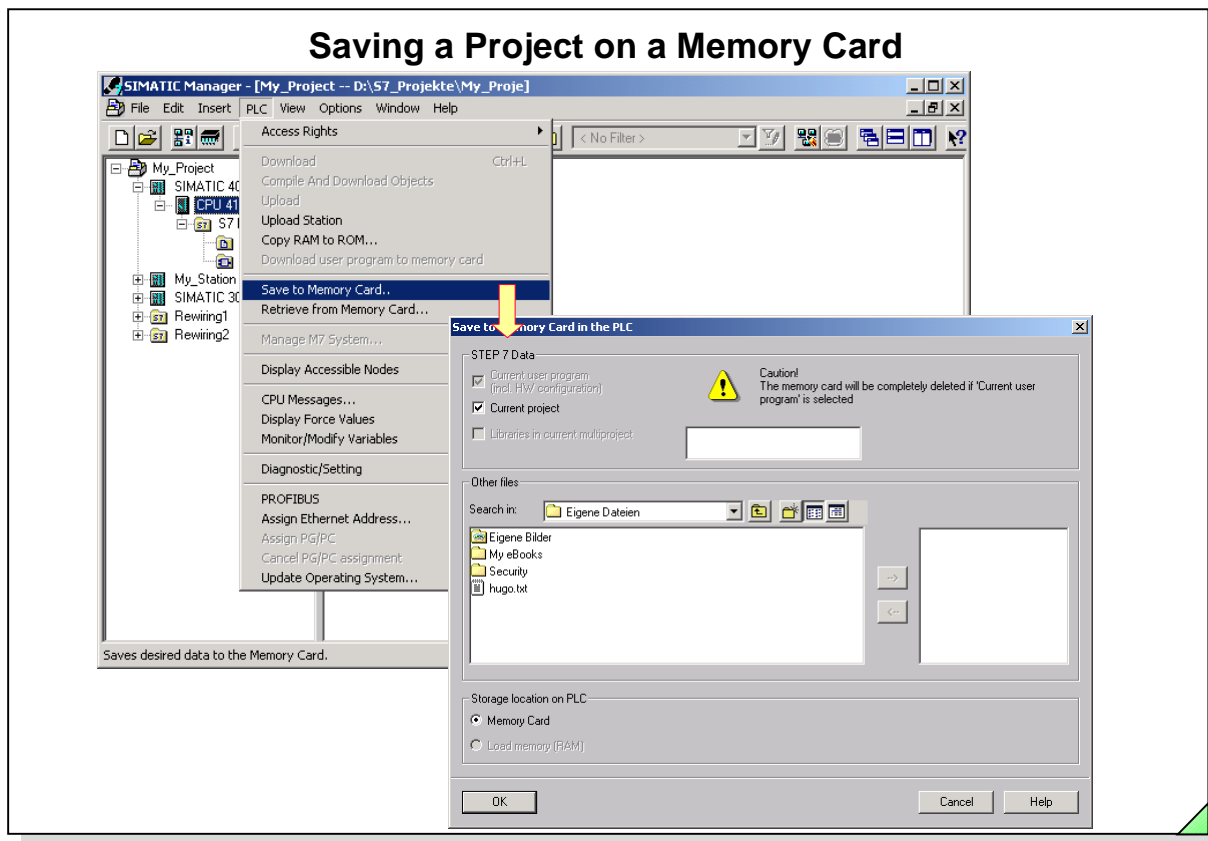 Saving a Project on a Memory Card
SIMATIC Manager - [My_Project -- D:\S7_Projekte\My_Proje]
File Edit Insert PLC View Options Window Help
< No Filter >
My_Project
SIMATIC 40
CPU 41
S7
My_Station
SIMATIC 30
Rewiring1
Rewiring2
Access Rights
Download Ctrl+L
Compile And Download Objects
Upload
Upload Station
Copy RAM to ROM...
Download user program to memory card
Save to Memory Card..
Retrieve from Memory Card...
Manage M7 System...
Display Accessible Nodes
CPU Messages...
Display Force Values
Monitor/Modify Variables
Diagnostic/Setting
PROFIBUS
Assign Ethernet Address...
Assign PG/PC
Cancel PG/PC assignment
Update Operating System...
Saves desired data to the Memory Card.
Save to Memory Card in the PLC
STEP 7 Data
Current user program
(incl. HW configuration)
Caution!
The memory card will be completely deleted if 'Current user
program' is selected
Current project
Libraries in current multiproject
Other files
Search in: Eigene Dateien
Eigene Bilder
My eBooks
Security
hugo.txt
-->
<--
Storage location on PLC
Memory Card
Load memory (RAM)
OK Cancel Help